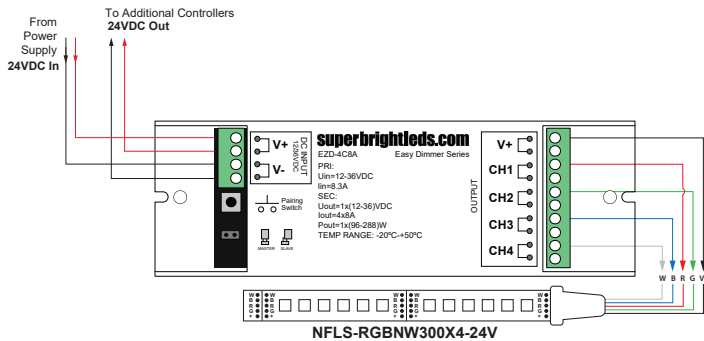 From
Power
Supply
24VDC In
To Additional Controllers
24VDC Out
DC INPUT
12/36VDC
V+
V-
Pairing
Switch
MASTER
SLAVE
superbrightleds.com
EZD-4C8A
Easy Dimmer Series
PRI:
Uin=12-36VDC
Iin=8.3A
SEC:
Uout=1x(12-36)VDC
Iout=4x8A
Pout=1x(96-288)W
TEMP RANGE: -20ºC-+50ºC
OUTPUT
V+
CH1
CH2
CH3
CH4
W B R G V
W
B
R
G
+
W
B
R
G
+
W
B
R
G
+
W
B
R
G
+
W
B
R
G
+
NFLS-RGBNW300X4-24V